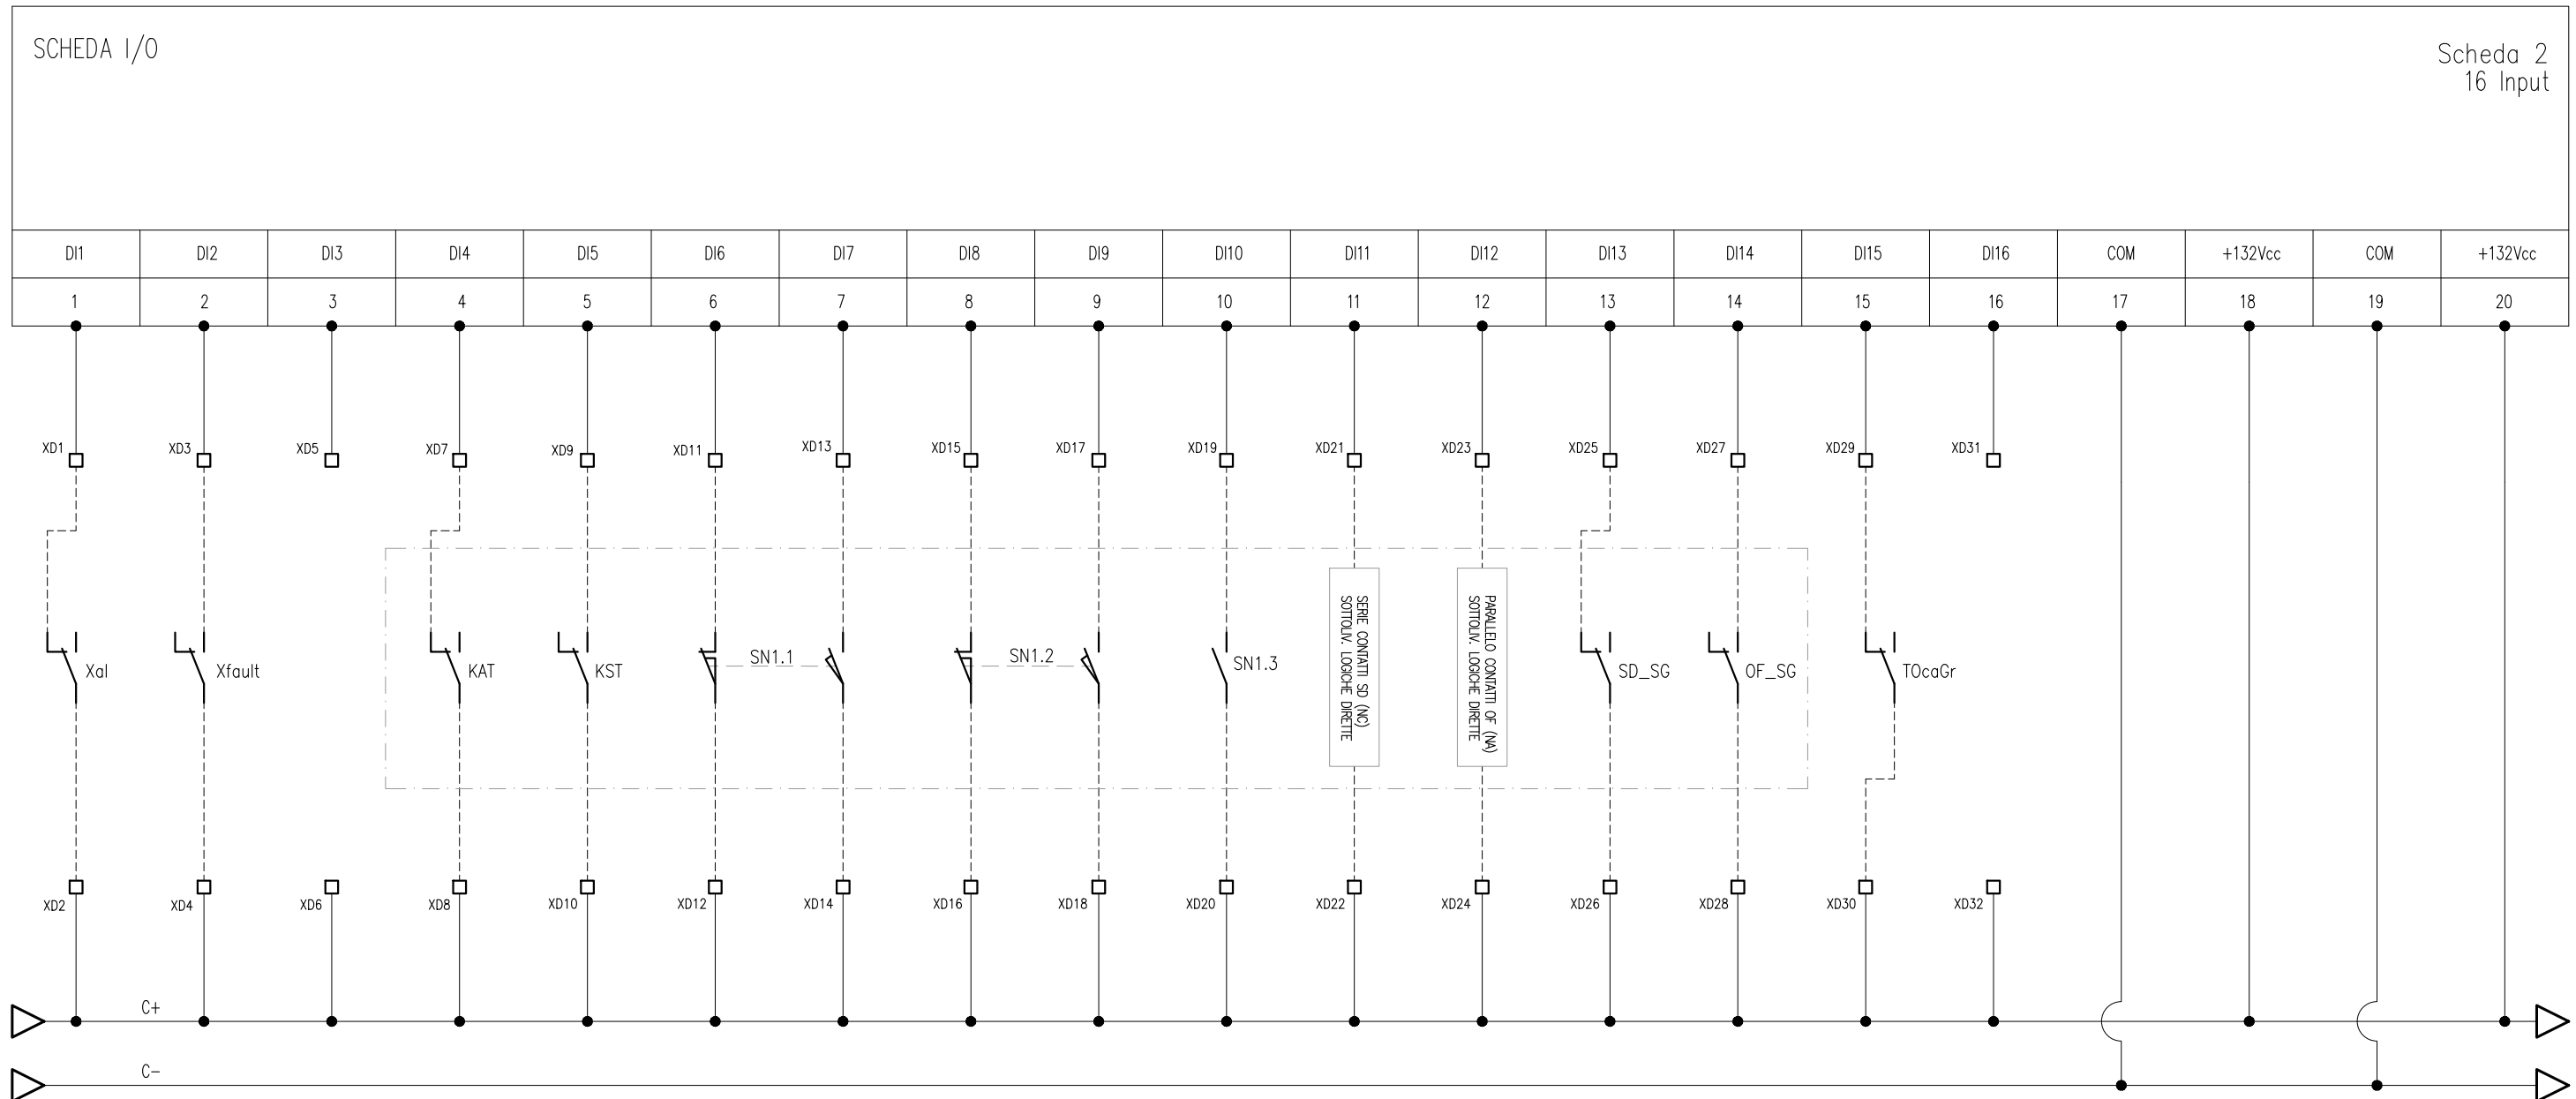 SCHEDA I/O
Scheda 2
16 Input
DI1 DI2 DI3 DI4 DI5 DI6 DI7 DI8 DI9 DI10 DI11 DI12 DI13 DI14 DI15 DI16 COM +132Vcc COM +132Vcc
1 2 3 4 5 6 7 8 9 10 11 12 13 14 15 16 17 18 19 20
XD1 XD3 XD5 XD7 XD9 XD11 XD13 XD15 XD17 XD19 XD21 XD23 XD25 XD27 XD29 XD31
Xal Xfault KAT KST SN1.1 SN1.2 SN1.3
SERIE CONTATTI SD (NC)
SOTTOLIV. LOGICHE DIRETTE
PARALLELO CONTATTI OF (NA)
SOTTOLIV. LOGICHE DIRETTE
SD_SG OF_SG TOcaGr
XD2 XD4 XD6 XD8 XD10 XD12 XD14 XD16 XD18 XD20 XD22 XD24 XD26 XD28 XD30 XD32
C+
C-